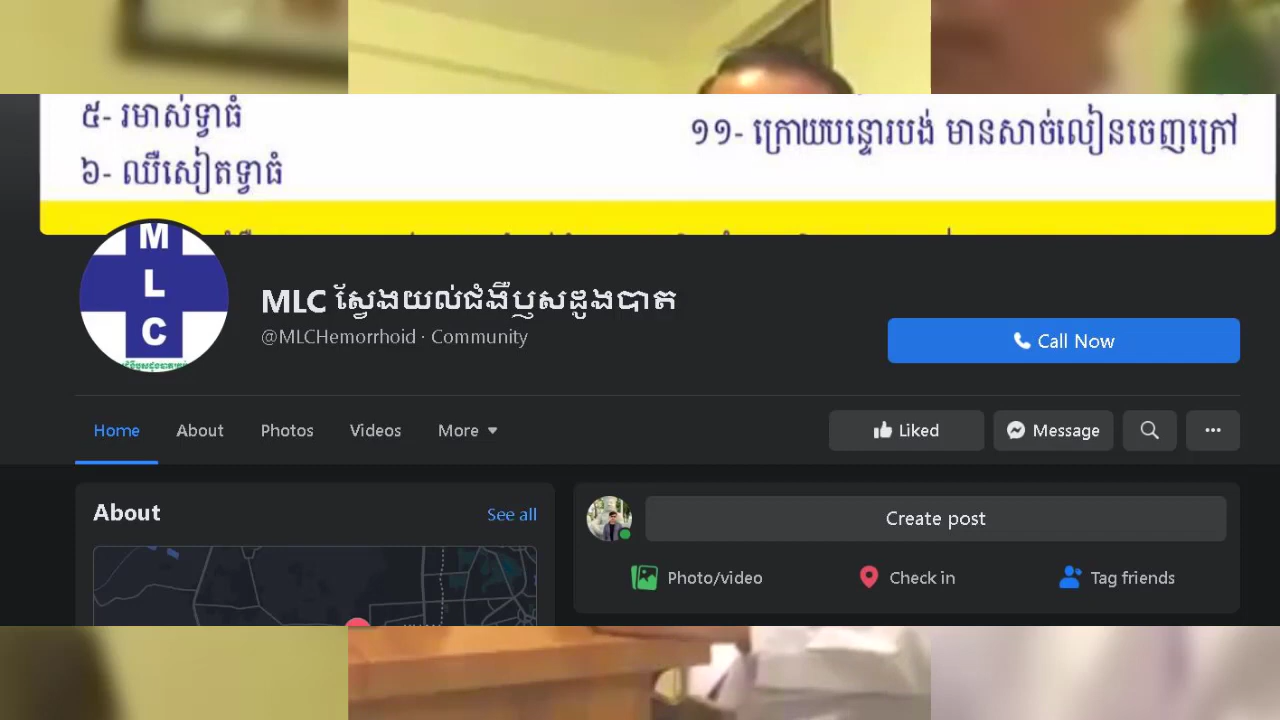 ៥- រមាស់ទ្វាធំ
៦- ឈឺសៀតទ្វាធំ
១១- ក្រោយបន្ទោរបង់ មានសាច់លៀនចេញក្រៅ
M
L
C
MLC ស្វែងយល់ជំងឺឫសដូងបាត
@MLCHemorrhoid · Community
Call Now
Home About Photos Videos More
Liked Message
About See all
Create post
Photo/video Check in Tag friends